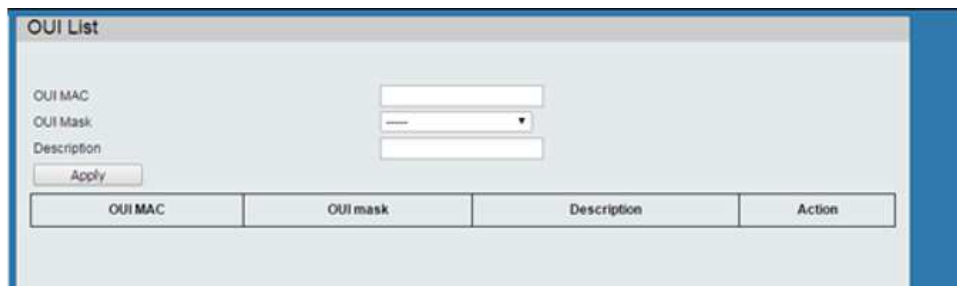 OUI List
OUI MAC
OUI Mask
-----
Description
Apply
OUI MAC OUI mask Description Action